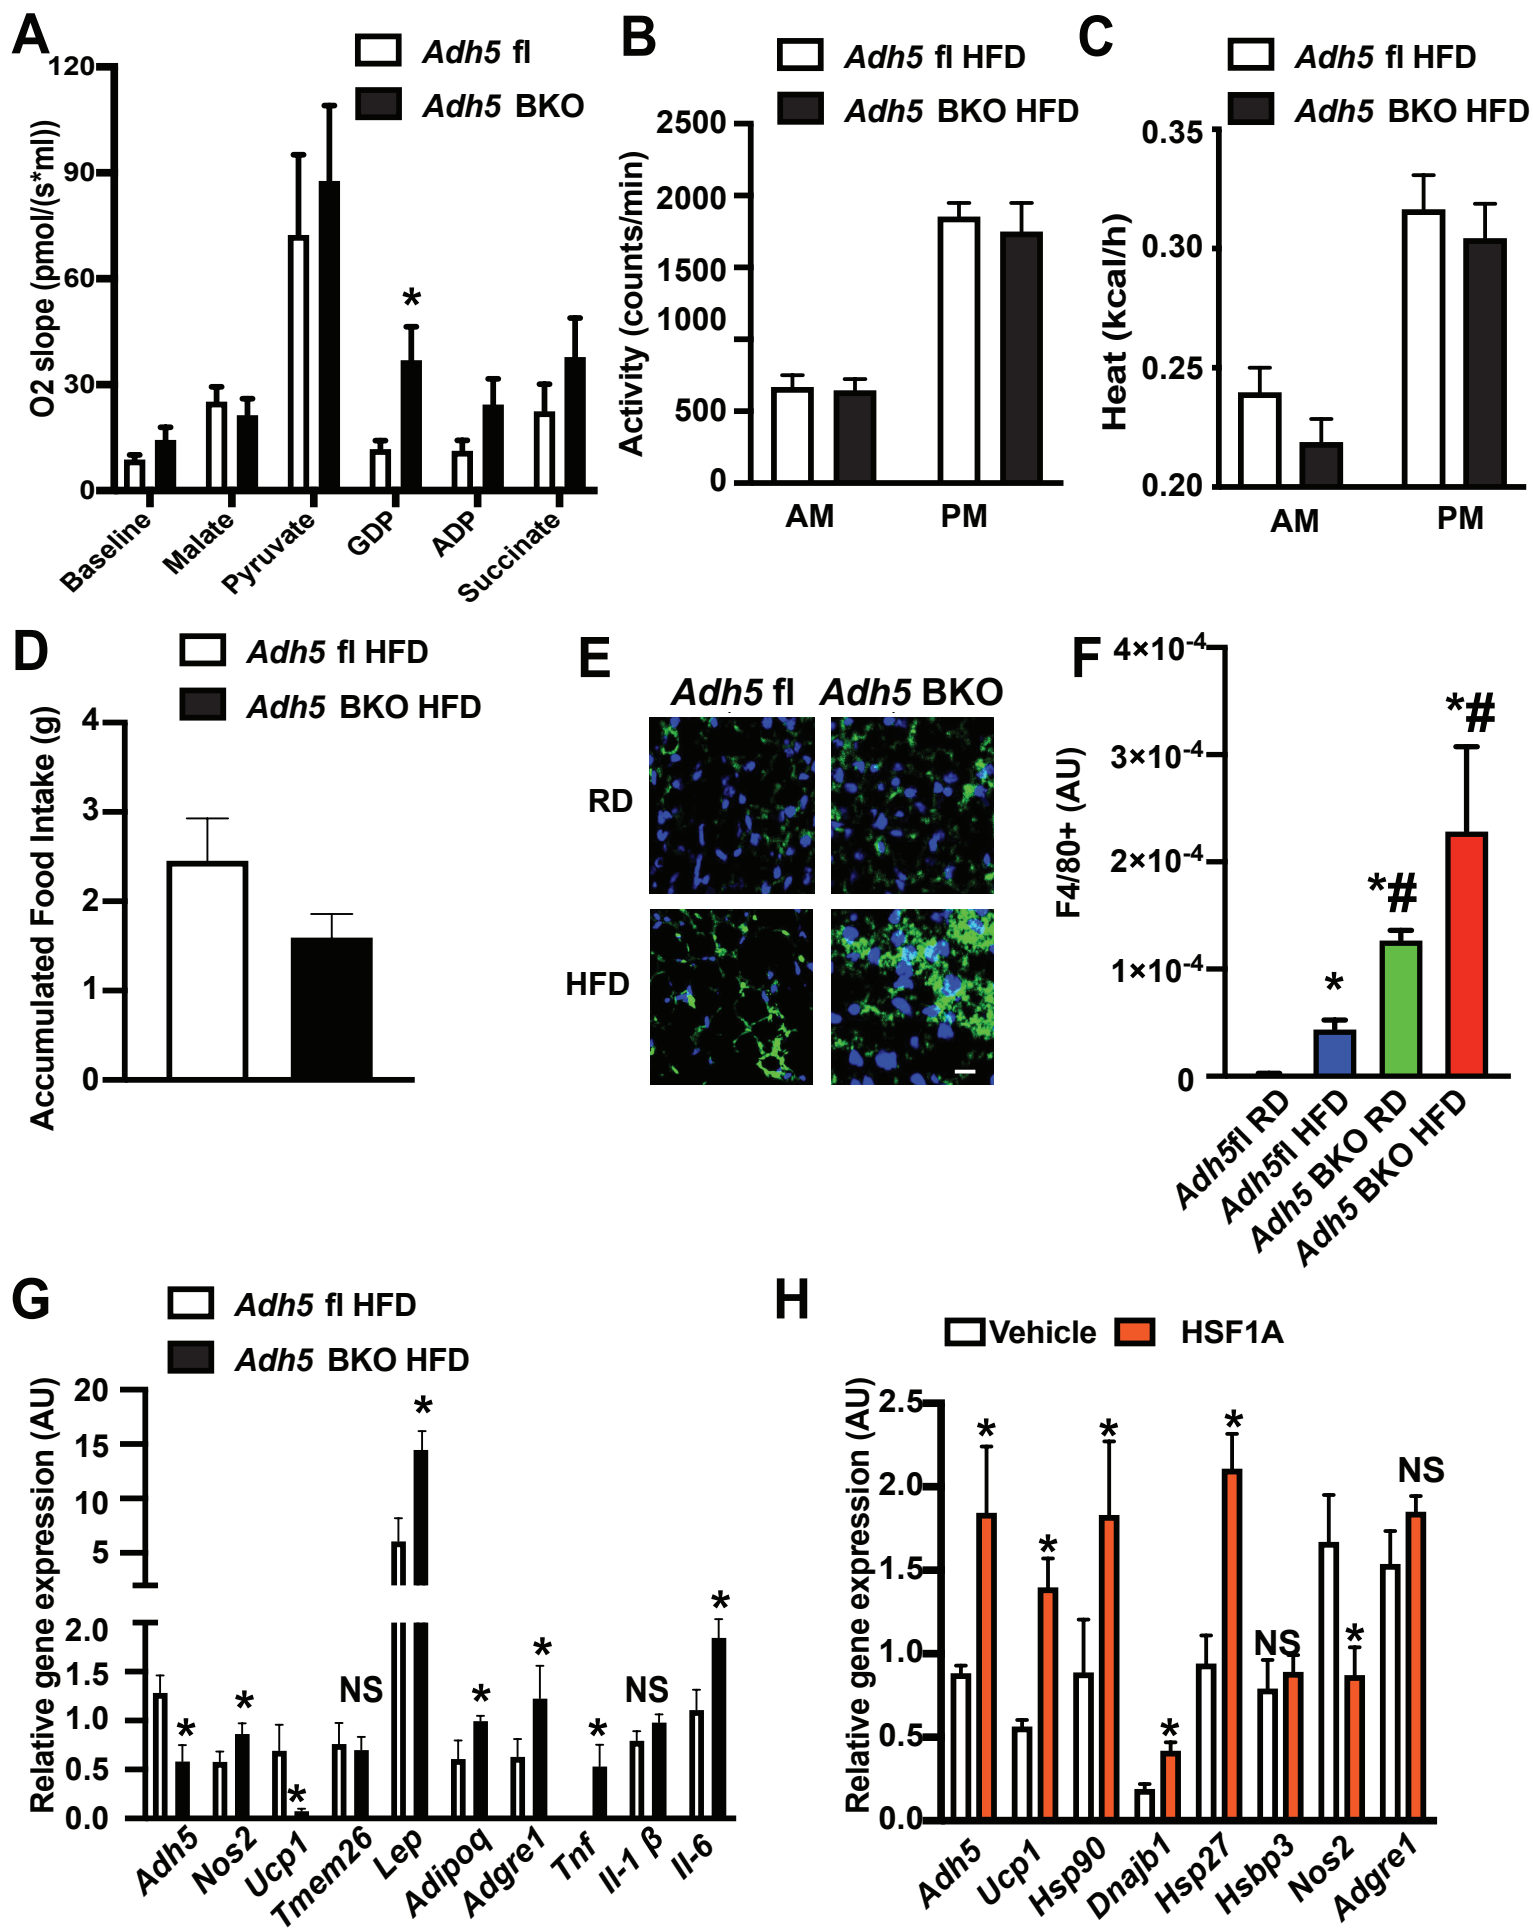 A
Adh5 fl
Adh5 BKO
O2 slope (pmol/(s*ml))
120
90
60
30
0
*
Baseline
Malate
Pyruvate
GDP
ADP
Succinate
B
Adh5 fl HFD
Adh5 BKO HFD
Activity (counts/min)
2500
2000
1500
1000
500
0
AM
PM
C
Adh5 fl HFD
Adh5 BKO HFD
Heat (kcal/h)
0.35
0.30
0.25
0.20
AM
PM
D
Adh5 fl HFD
Adh5 BKO HFD
Accumulated Food Intake (g)
4
3
2
1
0
E
Adh5 fl Adh5 BKO
RD
HFD
F
F4/80+ (AU)
4×10-4
3×10-4
2×10-4
1×10-4
0
*
*#
*#
Adh5fl RD
Adh5fl HFD
Adh5 BKO RD
Adh5 BKO HFD
G
Adh5 fl HFD
Adh5 BKO HFD
Relative gene expression (AU)
20
15
10
5
2.0
1.5
1.0
0.5
0.0
*
*
*
NS
*
*
*
*
NS
*
Adh5
Nos2
Ucp1
Tmem26
Lep
Adipoq
Adgre1
Tnf
Il-1 β
Il-6
H
Vehicle
HSF1A
Relative gene expression (AU)
2.5
2.0
1.5
1.0
0.5
0.0
*
*
*
*
*
NS
*
NS
Adh5
Ucp1
Hsp90
Dnajb1
Hsp27
Hsbp3
Nos2
Adgre1